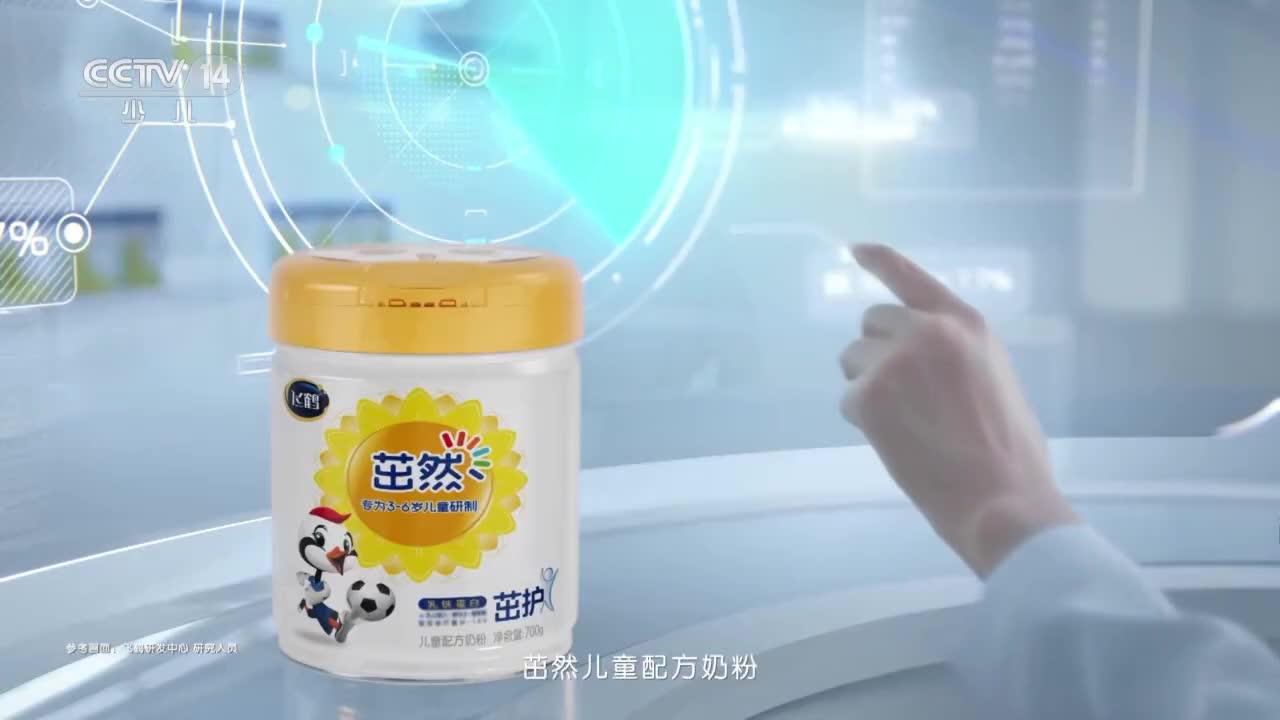 CCTV 14
少儿
7%
飞鹤
茁然
专为3-6岁儿童研制
乳铁蛋白
茁护
儿童配方奶粉 净含量:700g
参考画面：飞鹤研发中心 研究人员
茁然儿童配方奶粉